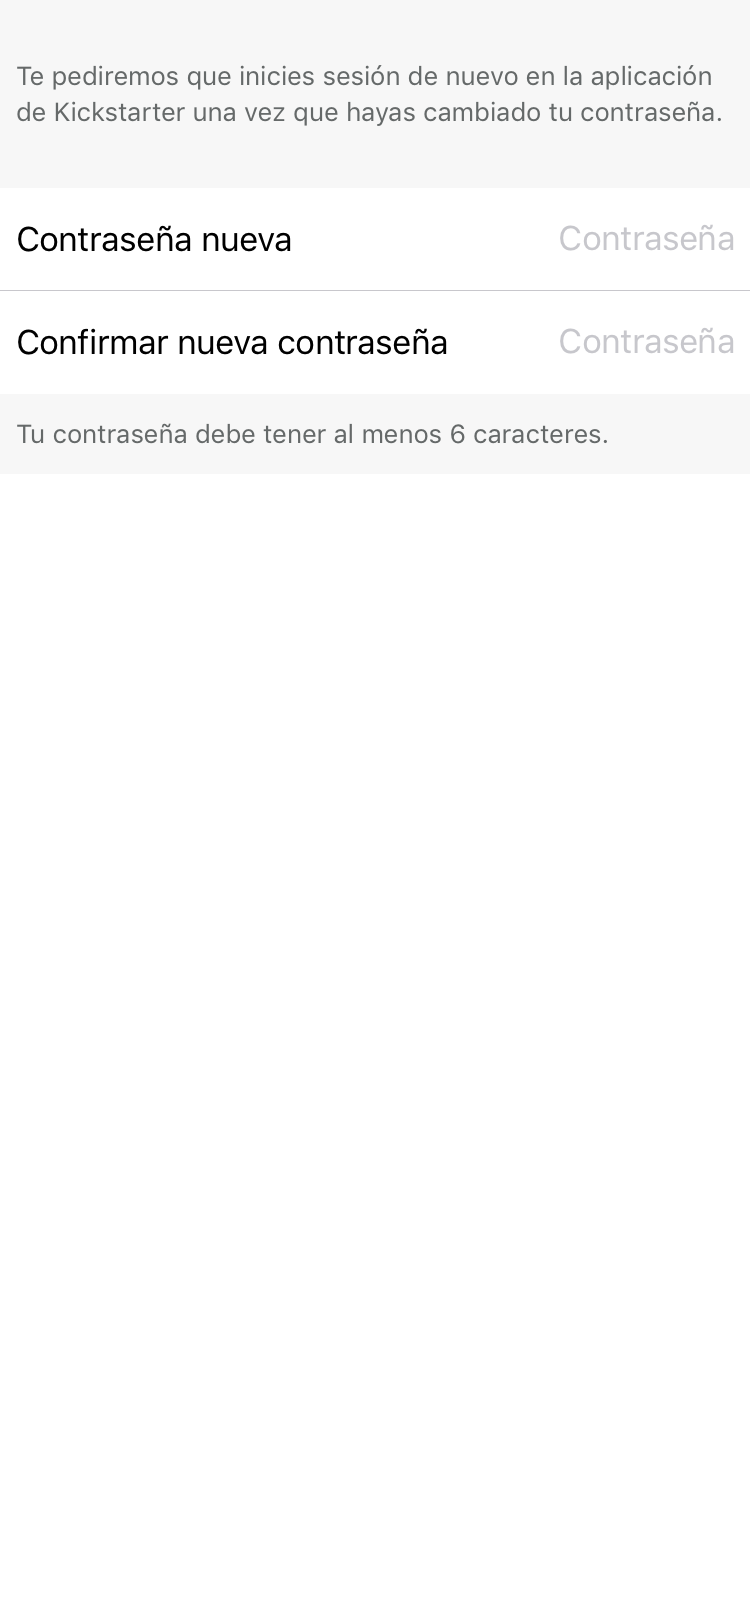 Te pediremos que inicies sesión de nuevo en la aplicación
de Kickstarter una vez que hayas cambiado tu contraseña.
Contraseña nueva Contraseña
Confirmar nueva contraseña Contraseña
Tu contraseña debe tener al menos 6 caracteres.